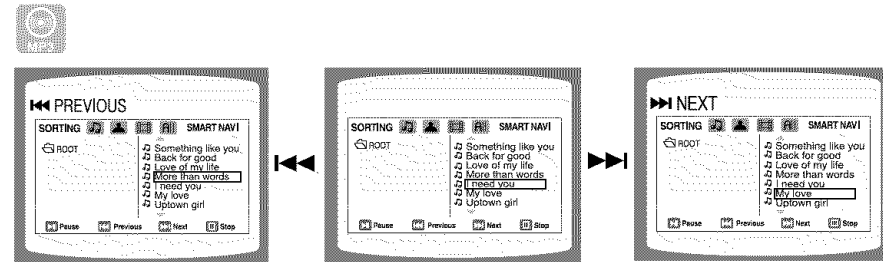 MP3
PREVIOUS
SORTING All SMART NAVI
ROOT
Something like you
Back for good
Love of my life
More than words
I need you
My love
Uptown girl
Pause Previous Next Stop
SORTING All SMART NAVI
ROOT
Something like you
Back for good
Love of my life
More than words
I need you
My love
Uptown girl
Pause Previous Next Stop
NEXT
SORTING All SMART NAVI
ROOT
Something like you
Back for good
Love of my life
More than words
I need you
My love
Uptown girl
Pause Previous Next Stop